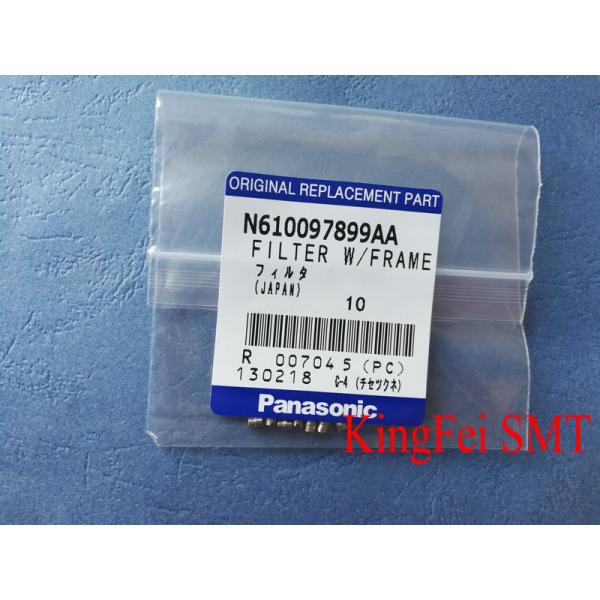 ORIGINAL REPLACEMENT PART
N610097899AA
FILTER W/FRAME
フィルタ
(JAPAN)
10
R 007045 (PC)
130218 G-4 (チセツクネ)
Panasonic
KingFei SMT